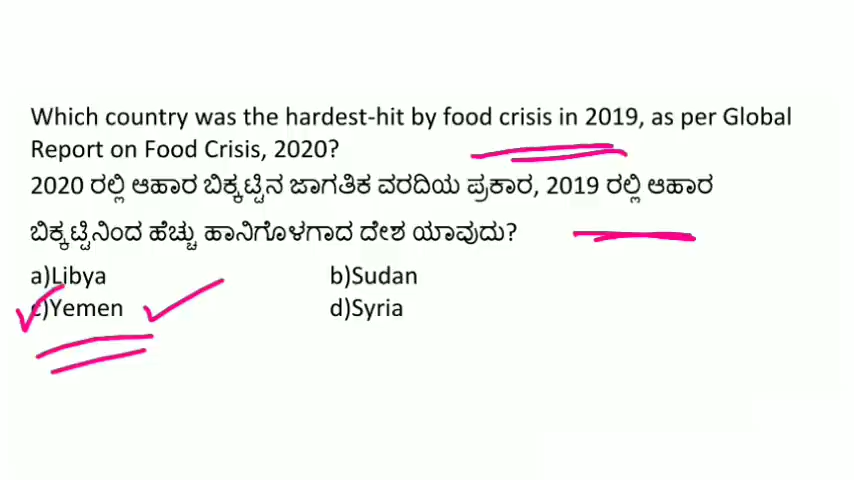 Which country was the hardest-hit by food crisis in 2019, as per Global
Report on Food Crisis, 2020?
2020 ರಲ್ಲಿ ಆಹಾರ ಬಿಕ್ಕಟ್ಟಿನ ಜಾಗತಿಕ ವರದಿಯ ಪ್ರಕಾರ, 2019 ರಲ್ಲಿ ಆಹಾರ
ಬಿಕ್ಕಟ್ಟಿನಿಂದ ಹೆಚ್ಚು ಹಾನಿಗೊಳಗಾದ ದೇಶ ಯಾವುದು?
a)Libya b)Sudan
c)Yemen d)Syria